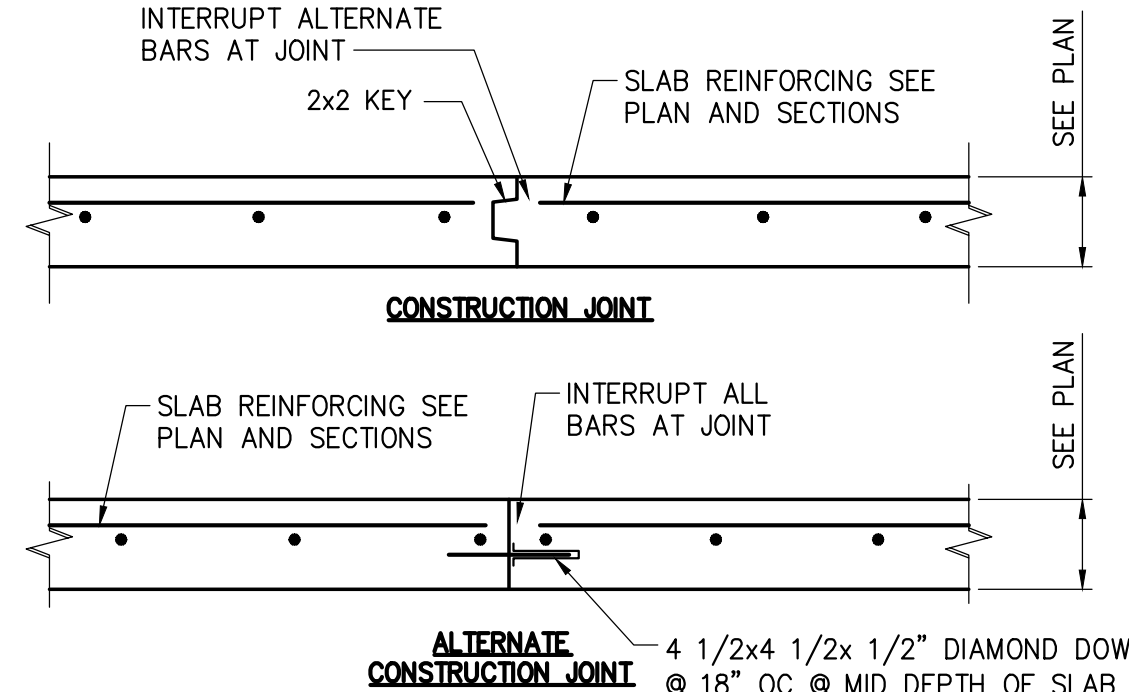 INTERRUPT ALTERNATE
BARS AT JOINT
2x2 KEY
SLAB REINFORCING SEE
PLAN AND SECTIONS
SEE PLAN
CONSTRUCTION JOINT
SLAB REINFORCING SEE
PLAN AND SECTIONS
INTERRUPT ALL
BARS AT JOINT
SEE PLAN
ALTERNATE
CONSTRUCTION JOINT
4 1/2x4 1/2x 1/2” DIAMOND DOW
@ 18” OC @ MID DEPTH OF SLAB